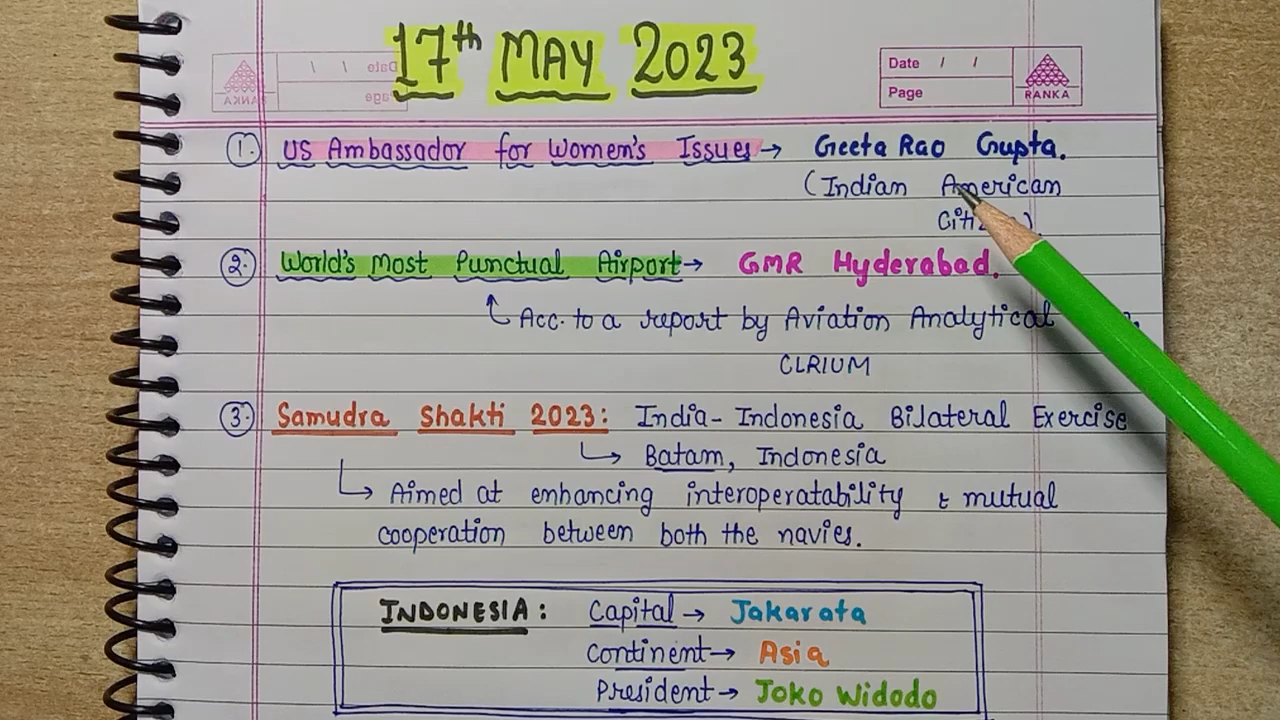 17th MAY 2023
Date / /
Page
RANKA
1. US Ambassador for Women's Issues → Geeta Rao Gupta.
(Indian American
2. World's most Punctual Airport → GMR Hyderabad.
Acc. to a report by Aviation Analytical
CLRIUM
3. Samudra Shakti 2023: India-Indonesia Bilateral Exercise
↳ Batam, Indonesia
↳ Aimed at enhancing interoperatability & mutual
cooperation between both the navies.
INDONESIA: Capital → Jakarata
Continent → Asia
President → Joko Widodo